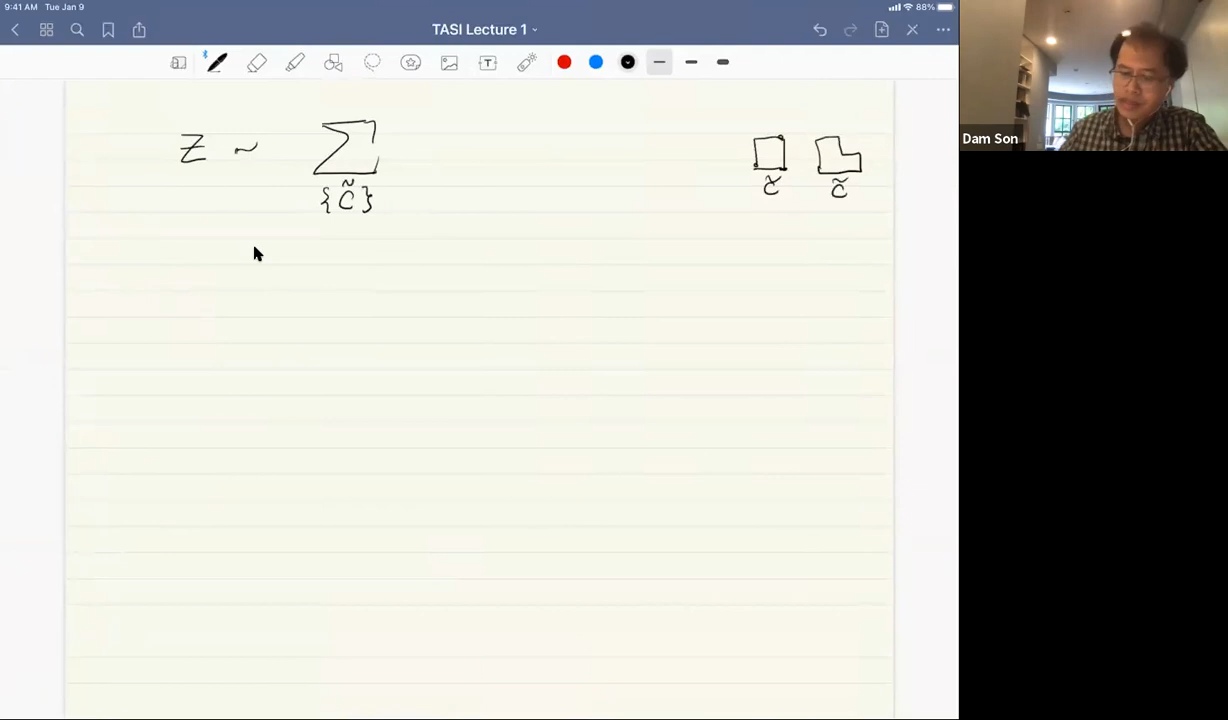 9:41 AM Tue Jan 9
88%
TASI Lecture 1
T
Z ~ Σ
{C̃}
C̃ C̃
Dam Son